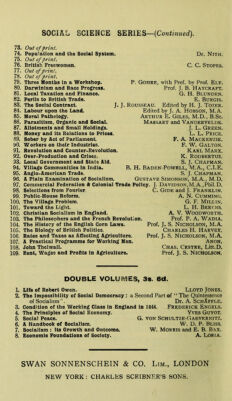 SOCIAL SCIENCE SERIES—(Continued).
73. Out of print.
74. Population and the Social System. Dr. NITTI.
75. Out of print.
76. British Freewomen. C. C. STOPES.
77. Out of print.
78. Out of print.
79. Three Months in a Workshop. P. GOHRE, with Pref. by Prof. ELY.
80. Darwinism and Race Progress. Prof. J. B. HAYCRAFT.
81. Local Taxation and Finance. G. H. BLUNDEN.
82. Perils to British Trade. E. BURGIS.
83. The Social Contract. J. J. ROUSSEAU. Edited by H. J. TOZER.
84. Labour upon the Land. Edited by J. A. HOBSON, M.A.
85. Moral Pathology. ARTHUR E. GILES, M.D., B.Sc.
86. Parasitism, Organic and Social. MASSART and VANDERVELDE.
87. Allotments and Small Holdings. J. L. GREEN.
88. Money and its Relations to Prices. L. L. PRICE.
89. Sober by Act of Parliament. F. A. MACKENZIE.
90. Workers on their Industries. F. W. GALTON.
91. Revolution and Counter-Revolution. KARL MARX.
92. Over-Production and Crises. K. RODBERTUS.
93. Local Government and State Aid. S. J. CHAPMAN.
94. Village Communities in India. B. H. BADEN-POWELL, M.A., C.I.E.
95. Anglo-American Trade. S. J. CHAPMAN.
96. A Plain Examination of Socialism. GUSTAVE SIMONSON, M.A., M.D.
97. Commercial Federation & Colonial Trade Policy. J. DAVIDSON, M.A., Phil.D.
98. Selections from Fourier. C. GIDE and J. FRANKLIN.
99. Public-House Reform. A. N. CUMMING.
100. The Village Problem. G. F. MILLIN.
101. Toward the Light. L. H. BERENS.
102. Christian Socialism in England. A. V. WOODWORTH.
103. The Philosophers and the French Revolution. Prof. P. A. WADIA.
104. The History of the English Corn Laws. Prof. J. S. NICHOLSON, M.A.
105. The Biology of British Politics. CHARLES H. HARVEY.
106. Rates and Taxes as Affecting Agriculture. Prof. J. S. NICHOLSON, M.A.
107. A Practical Programme for Working Men. ANON.
108. John Thelwall. CHAS. CESTRE, Litt.D.
109. Rent, Wages and Profits in Agriculture. Prof. J. S. NICHOLSON.
DOUBLE VOLUMES, 3s. 6d.
1. Life of Robert Owen. LLOYD JONES.
2. The Impossibility of Social Democracy: a Second Part of "The Quintessence
of Socialism". Dr. A. SCHÄFFLE.
3. Condition of the Working Class in England in 1844. FREDERICK ENGELS.
4. The Principles of Social Economy. YVES GUYOT.
5. Social Peace. G. VON SCHULTZE-GAEVERNITZ.
6. A Handbook of Socialism. W. D. P. BLISS.
7. Socialism: its Growth and Outcome. W. MORRIS and E. B. BAX.
8. Economic Foundations of Society. A. LORIA.
SWAN SONNENSCHEIN & CO. LIM., LONDON
NEW YORK: CHARLES SCRIBNER'S SONS.